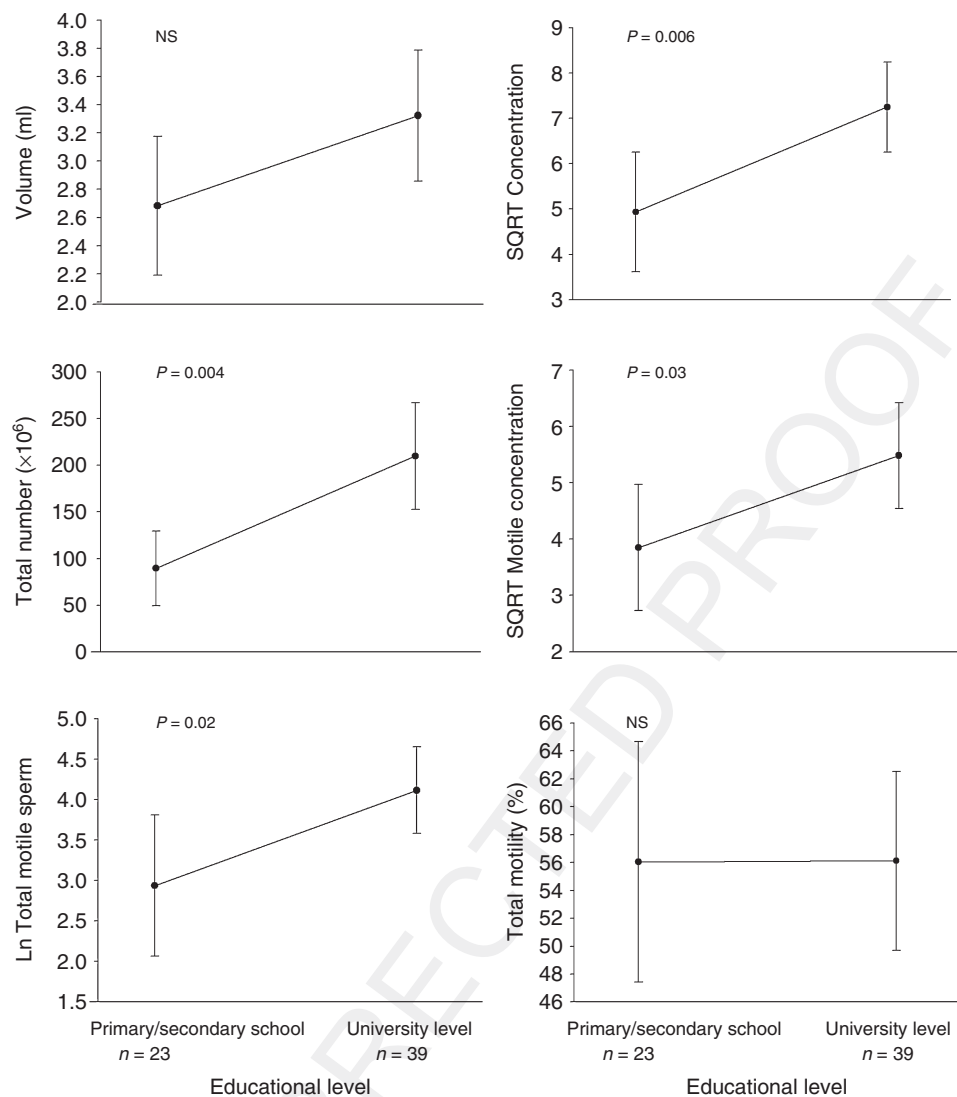 Volume (ml)
4.0
3.8
3.6
3.4
3.2
3.0
2.8
2.6
2.4
2.2
2.0
NS
SQRT Concentration
9
8
7
6
5
4
3
P = 0.006
Total number (×10⁶)
300
250
200
150
100
50
0
P = 0.004
SQRT Motile concentration
7
6
5
4
3
2
P = 0.03
Ln Total motile sperm
5.0
4.5
4.0
3.5
3.0
2.5
2.0
1.5
P = 0.02
Primary/secondary school University level
n = 23 n = 39
Educational level
Total motility (%)
66
64
62
60
58
56
54
52
50
48
46
NS
Primary/secondary school University level
n = 23 n = 39
Educational level
RECTED PROOF